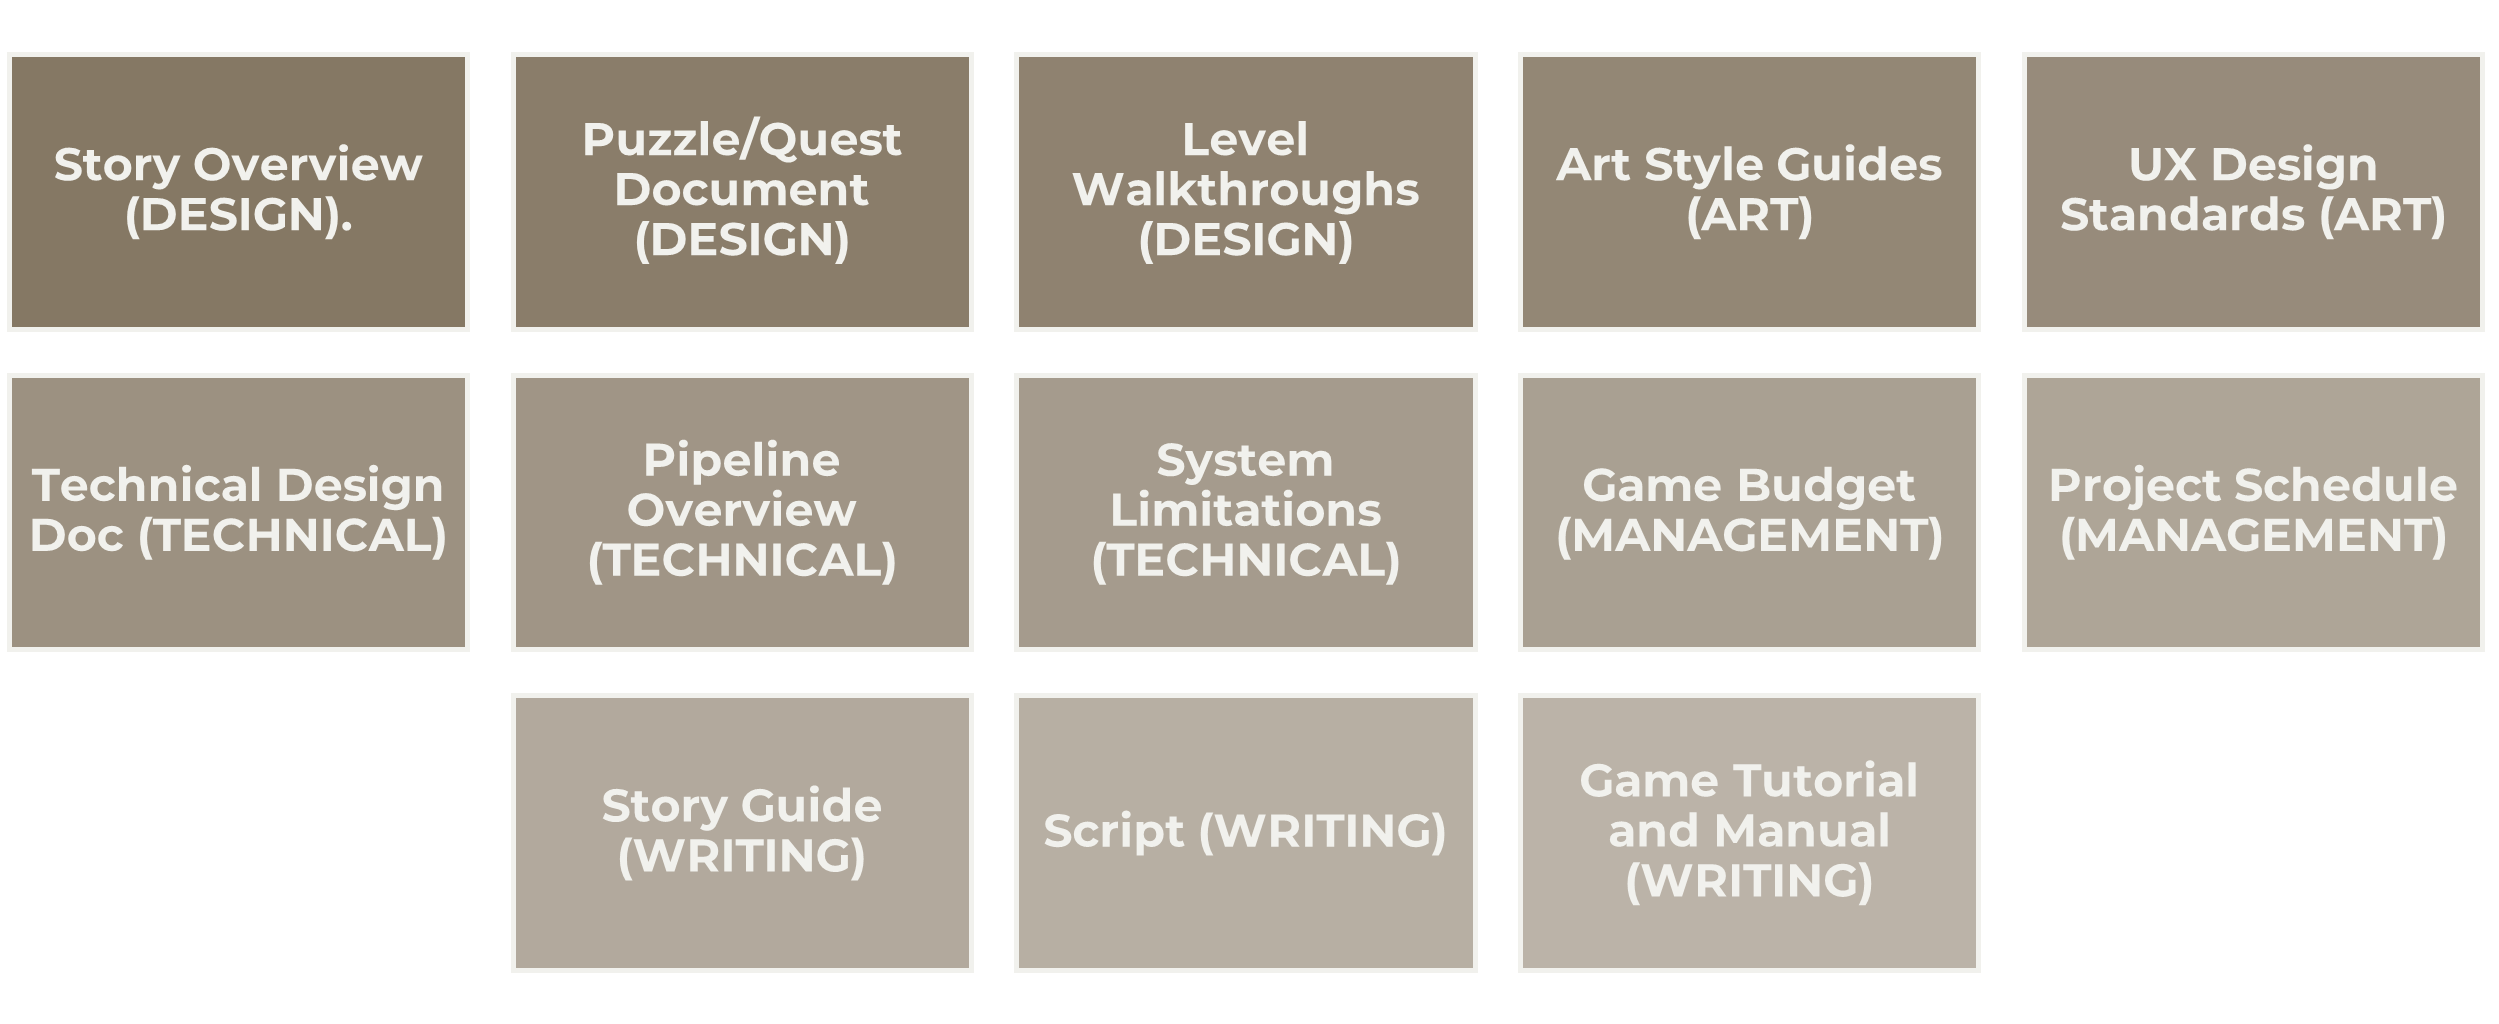 Story Overview
(DESIGN).
Puzzle/Quest
Document
(DESIGN)
Level
Walkthroughs
(DESIGN)
Art Style Guides
(ART)
UX Design
Standards (ART)
Technical Design
Doc (TECHNICAL)
Pipeline
Overview
(TECHNICAL)
System
Limitations
(TECHNICAL)
Game Budget
(MANAGEMENT)
Project Schedule
(MANAGEMENT)
Story Guide
(WRITING)
Script (WRITING)
Game Tutorial
and Manual
(WRITING)